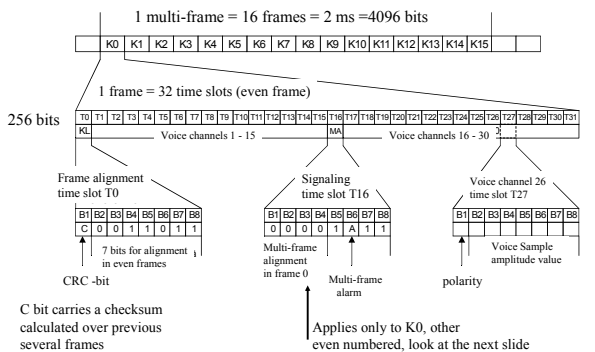 1 multi-frame = 16 frames = 2 ms =4096 bits
K0 K1 K2 K3 K4 K5 K6 K7 K8 K9 K10 K11 K12 K13 K14 K15
1 frame = 32 time slots (even frame)
256 bits
T0 T1 T2 T3 T4 T5 T6 T7 T8 T9 T10 T11 T12 T13 T14 T15 T16 T17 T18 T19 T20 T21 T22 T23 T24 T25 T26 T27 T28 T29 T30 T31
KL Voice channels 1 - 15 MA Voice channels 16 - 30
Frame alignment
time slot T0
Signaling
time slot T16
Voice channel 26
time slot T27
B1 B2 B3 B4 B5 B6 B7 B8
C 0 0 1 1 0 1 1
B1 B2 B3 B4 B5 B6 B7 B8
0 0 0 0 1 A 1 1
B1 B2 B3 B4 B5 B6 B7 B8
7 bits for alignment
in even frames
CRC -bit
Multi-frame
alignment
in frame 0
Multi-frame
alarm
Voice Sample
amplitude value
polarity
C bit carries a checksum
calculated over previous
several frames
Applies only to K0, other
even numbered, look at the next slide